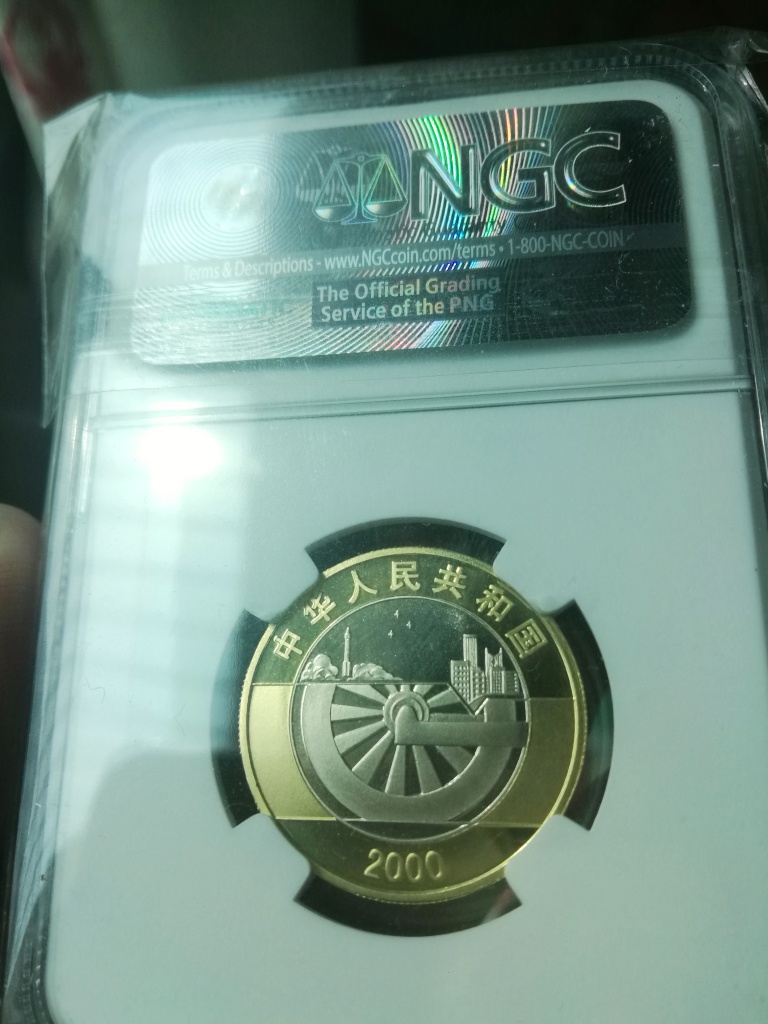 NGC
Terms & Descriptions - www.NGCcoin.com/terms • 1-800-NGC-COIN
The Official Grading
Service of the PNG
中华人民共和国
2000